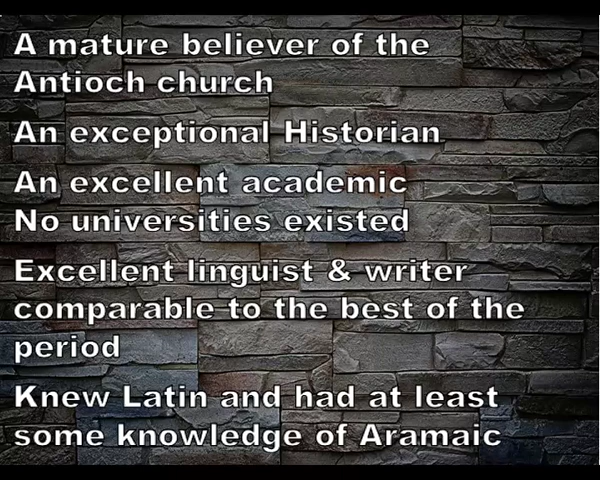 A mature believer of the
Antioch church
An exceptional Historian
An excellent academic
No universities existed
Excellent linguist & writer
comparable to the best of the
period
Knew Latin and had at least
some knowledge of Aramaic